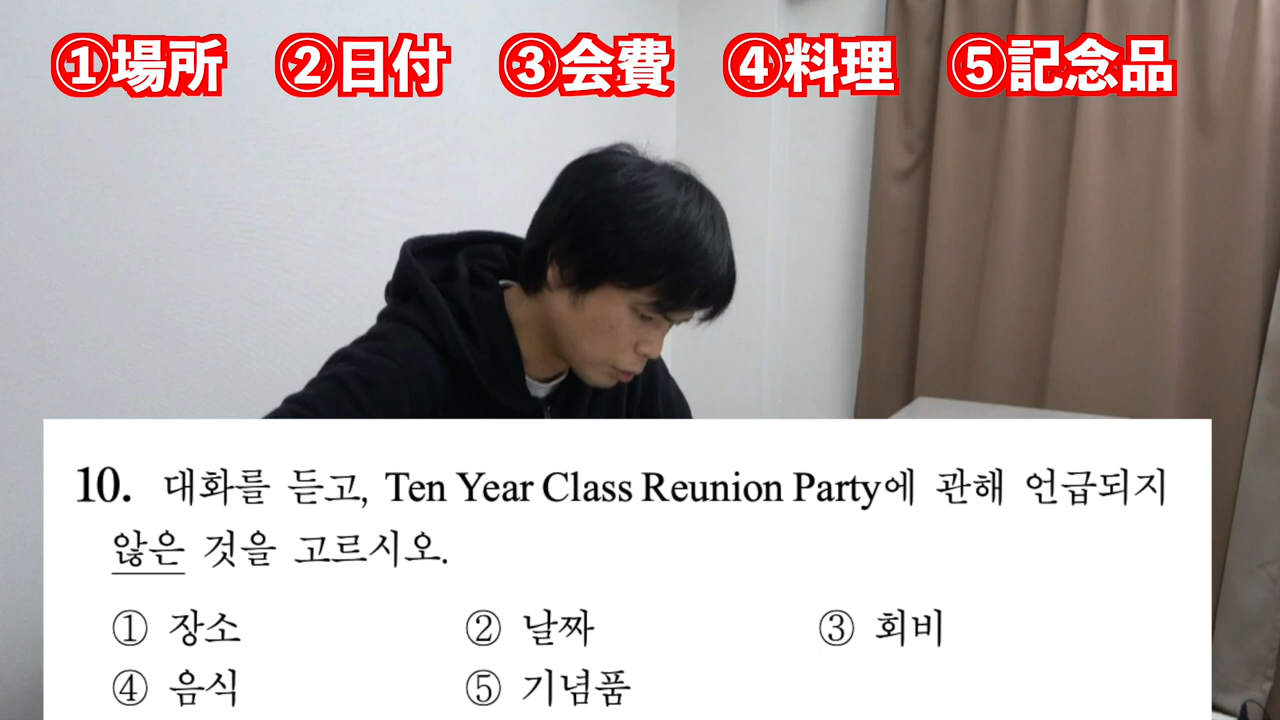 ①場所 ②日付 ③会費 ④料理 ⑤記念品
10. 대화를 듣고, Ten Year Class Reunion Party에 관해 언급되지
않은 것을 고르시오.
① 장소 ② 날짜 ③ 회비
④ 음식 ⑤ 기념품